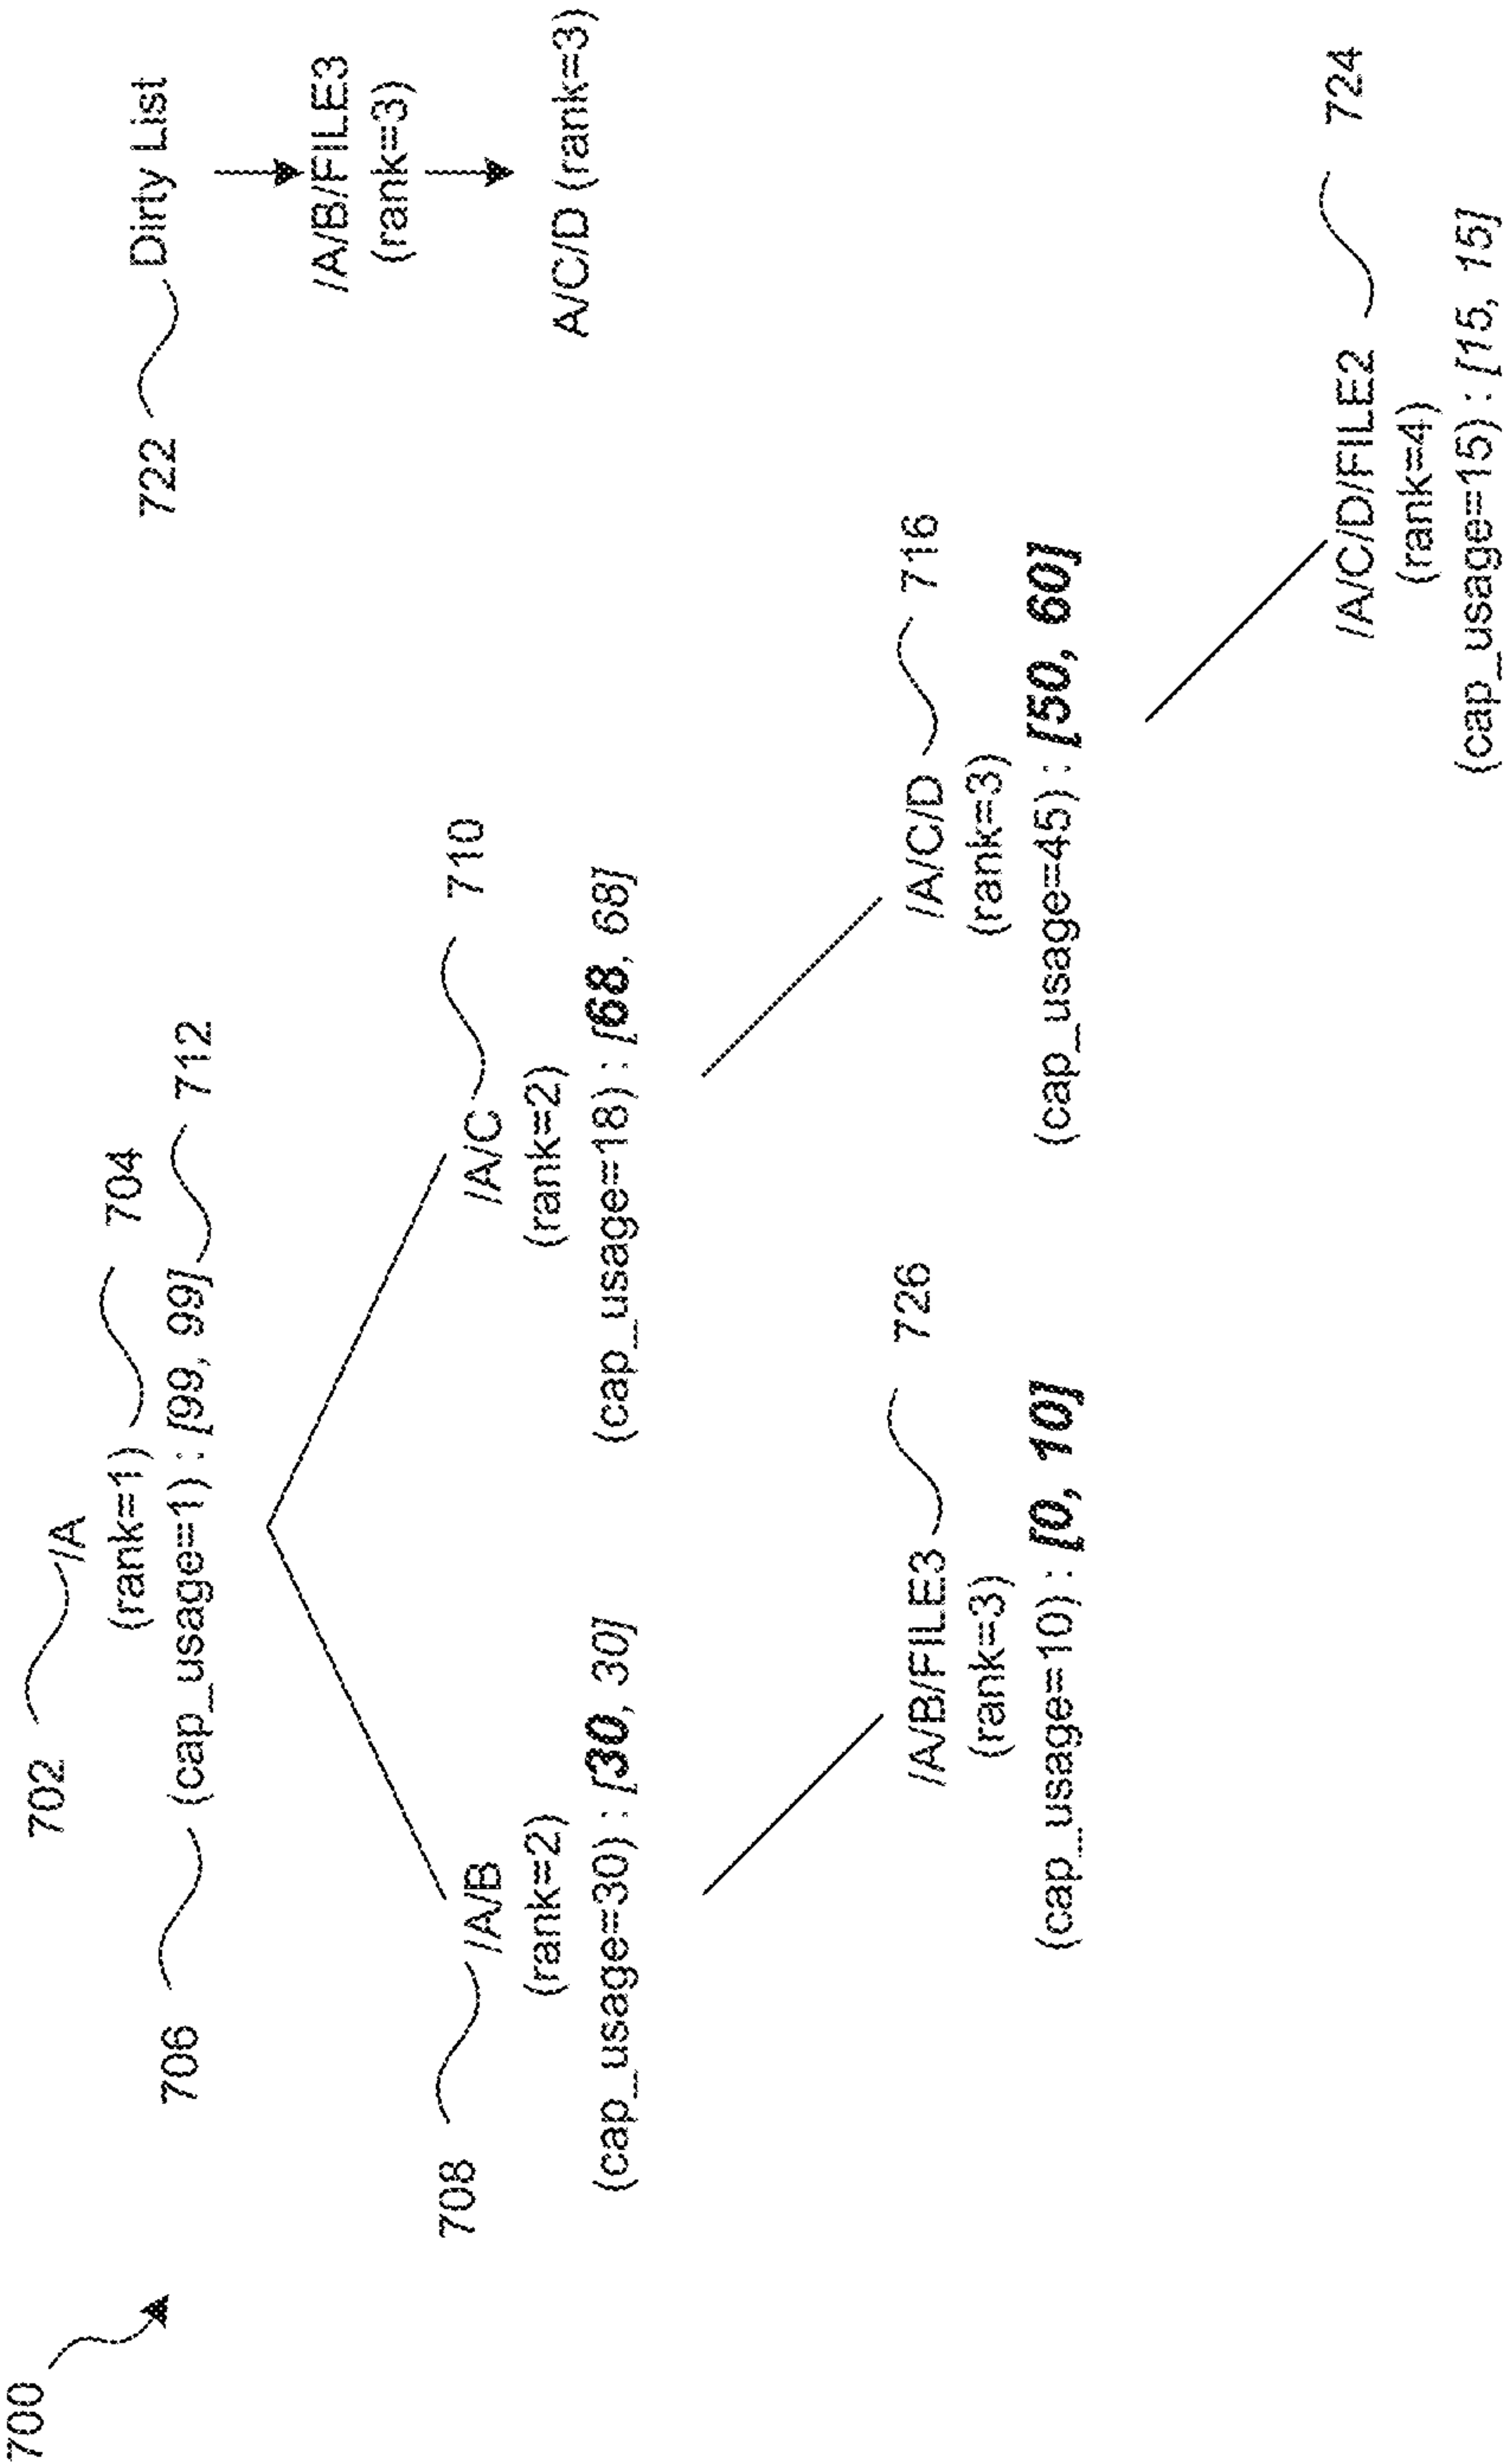 700
702 /A
(rank=1) 704
706 (cap_usage=1) : [99, 99] 712
722 Dirty List
/A/B/FILE3
(rank=3)
A/C/D (rank=3)
708 /A/B
(rank=2)
(cap_usage=30) : [30, 30]
/A/C 710
(rank=2)
(cap_usage=18) : [68, 68]
/A/B/FILE3 726
(rank=3)
(cap_usage=10) : [0, 10]
/A/C/D 716
(rank=3)
(cap_usage=45) : [50, 60]
/A/C/D/FILE2 724
(rank=4)
(cap_usage=15) : [15, 15]